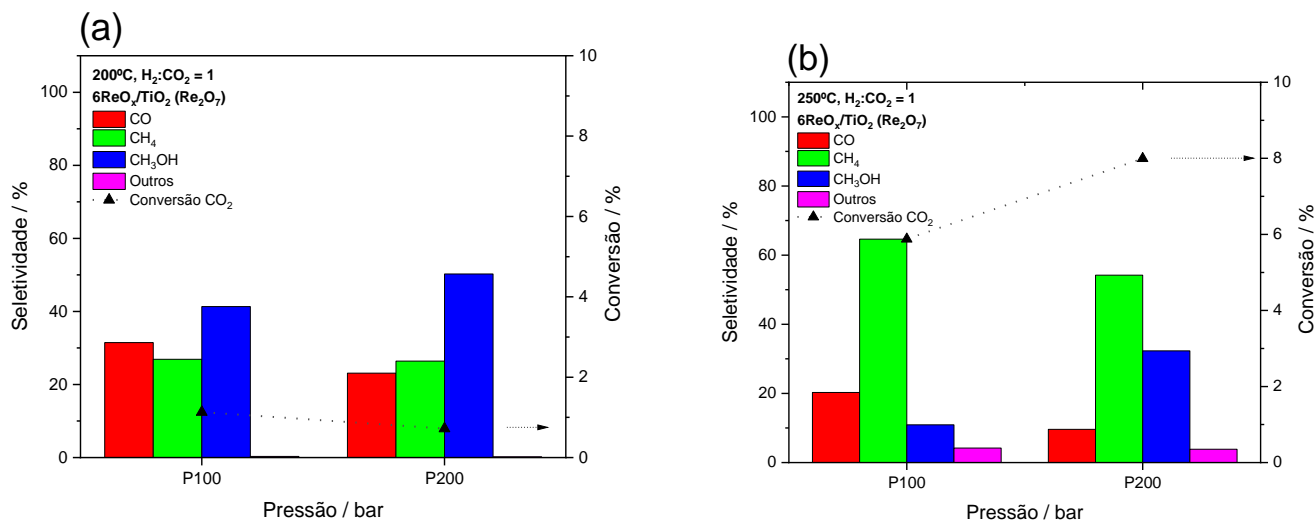 (a)
200ºC, H₂:CO₂ = 1
6ReOₓ/TiO₂ (Re₂O₇)
CO
CH₄
CH₃OH
Outros
Conversão CO₂
100
80
60
40
20
0
Seletividade / %
10
8
6
4
2
0
Conversão / %
P100
P200
Pressão / bar
(b)
250ºC, H₂:CO₂ = 1
6ReOₓ/TiO₂ (Re₂O₇)
CO
CH₄
CH₃OH
Outros
Conversão CO₂
100
80
60
40
20
0
Seletividade / %
10
8
6
4
2
0
Conversão / %
P100
P200
Pressão / bar